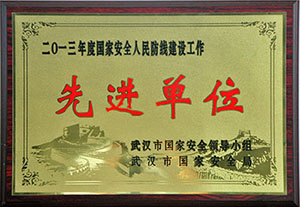 二〇一三年度国家安全人民防线建设工作
先进单位
武汉市国家安全领导小组
武汉市国家安全局